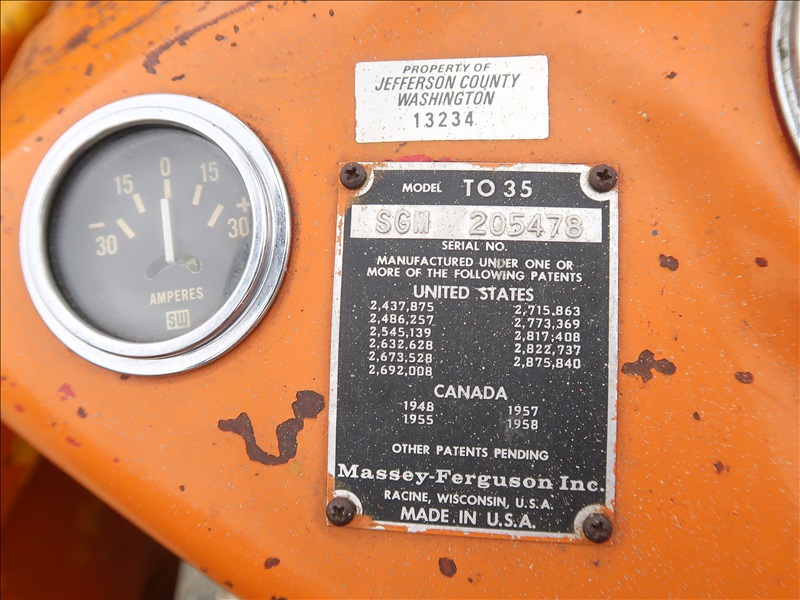 PROPERTY OF
JEFFERSON COUNTY
WASHINGTON
13234
15 0 15
– 30 + 30
AMPERES
SW
MODEL TO 35
SGM 205478
SERIAL NO.
MANUFACTURED UNDER ONE OR
MORE OF THE FOLLOWING PATENTS
UNITED STATES
2,437,875 2,715,863
2,486,257 2,773,369
2,545,139 2,817,408
2,632,628 2,822,737
2,673,528 2,875,840
2,692,008
CANADA
1948 1957
1955 1958
OTHER PATENTS PENDING
Massey-Ferguson Inc.
RACINE, WISCONSIN, U.S.A.
MADE IN U.S.A.